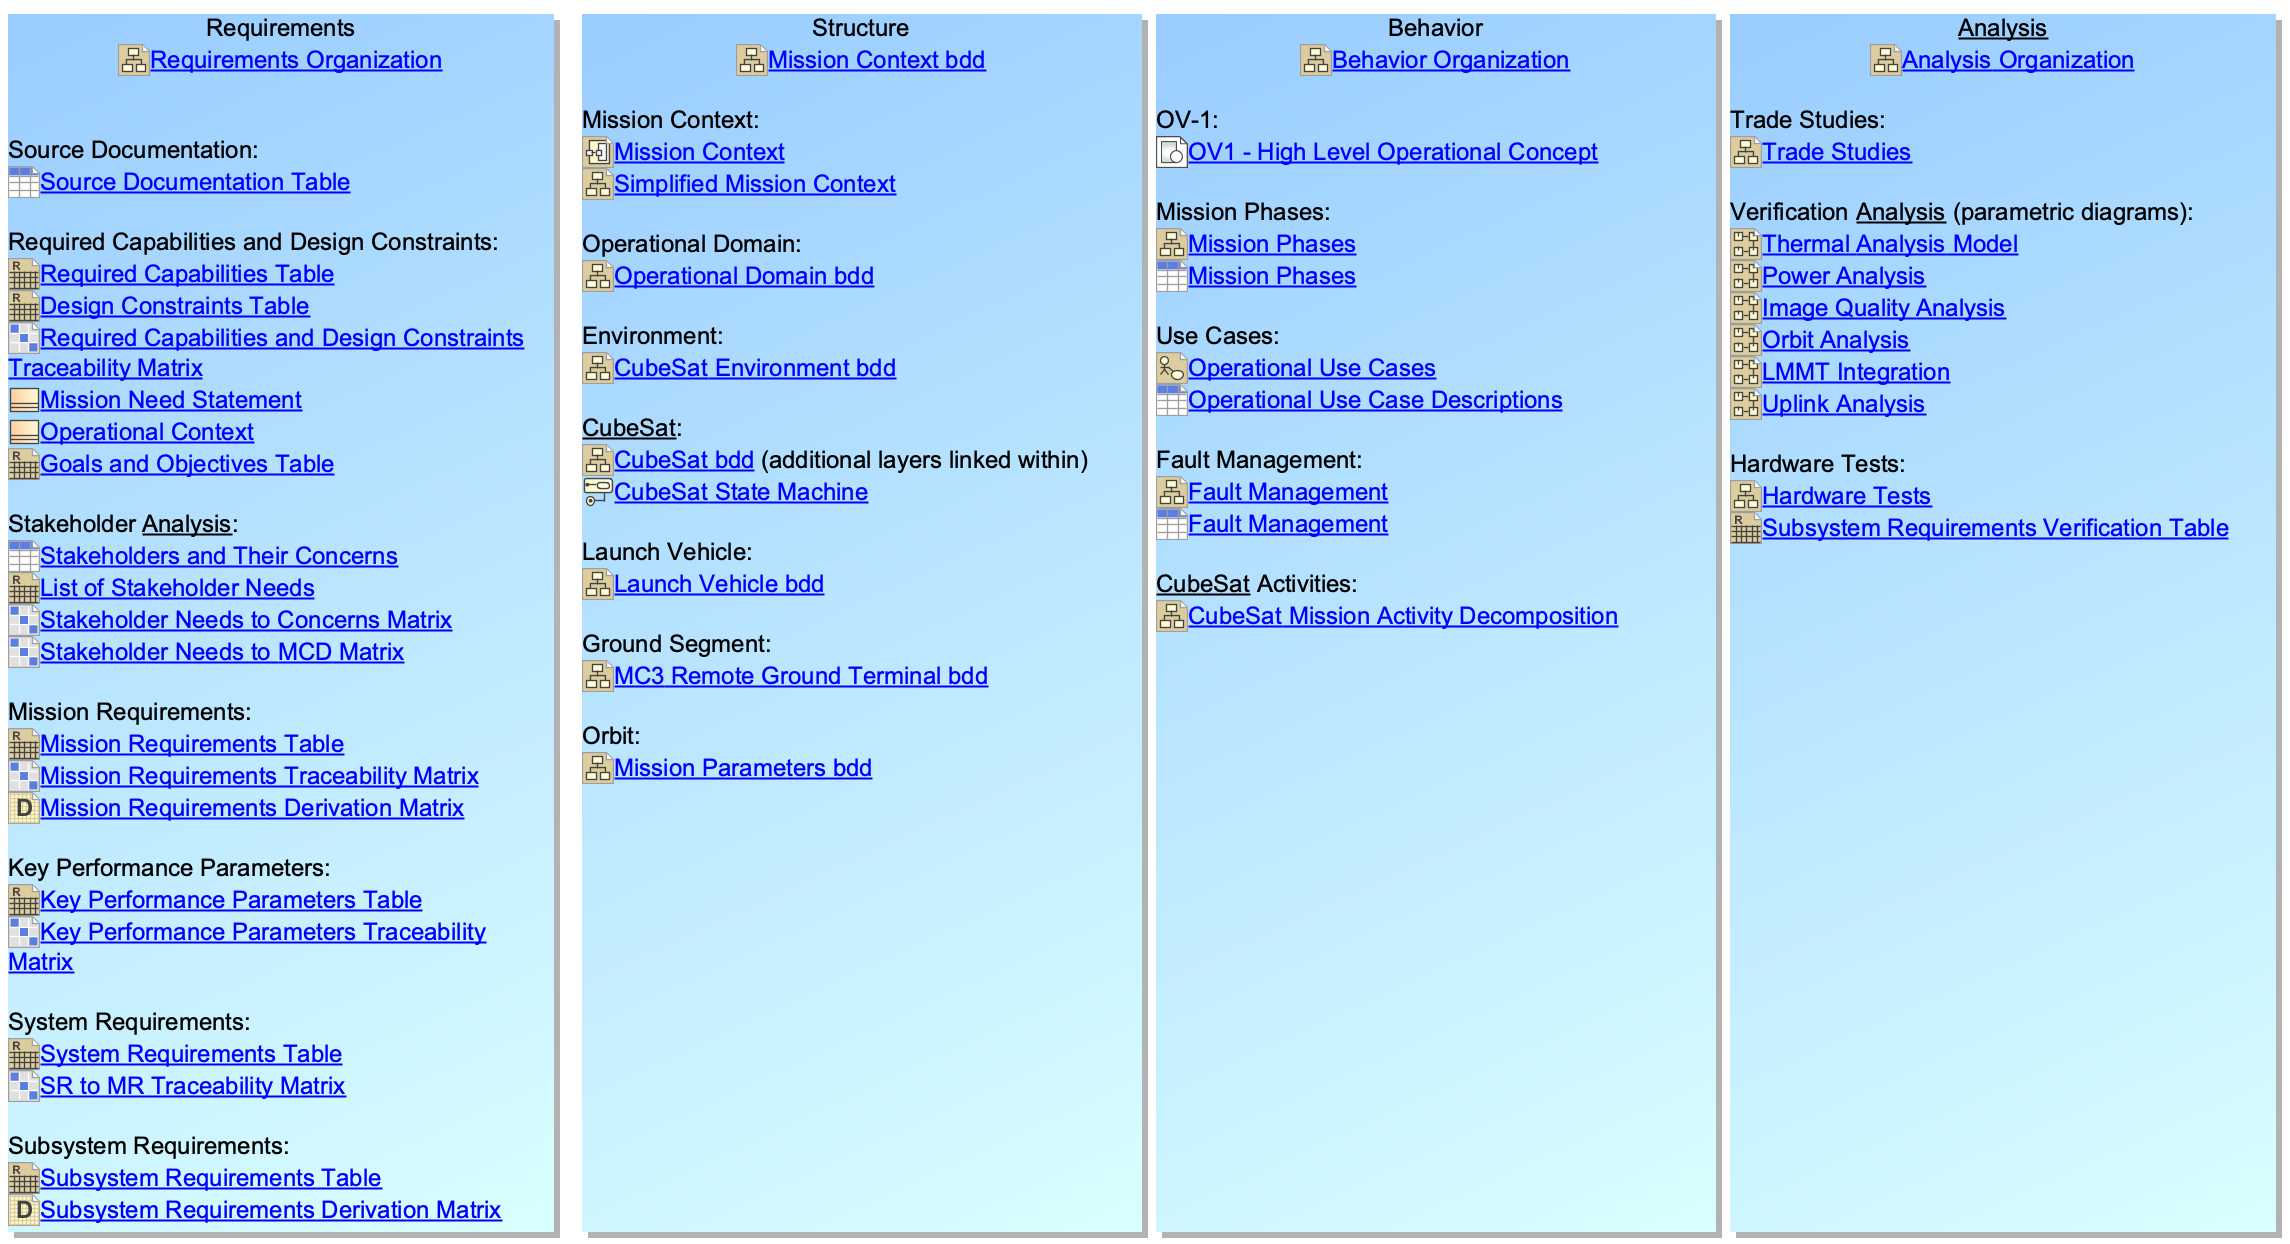 Requirements
Requirements Organization
Source Documentation:
Source Documentation Table
Required Capabilities and Design Constraints:
Required Capabilities Table
Design Constraints Table
Required Capabilities and Design Constraints
Traceability Matrix
Mission Need Statement
Operational Context
Goals and Objectives Table
Stakeholder Analysis:
Stakeholders and Their Concerns
List of Stakeholder Needs
Stakeholder Needs to Concerns Matrix
Stakeholder Needs to MCD Matrix
Mission Requirements:
Mission Requirements Table
Mission Requirements Traceability Matrix
Mission Requirements Derivation Matrix
Key Performance Parameters:
Key Performance Parameters Table
Key Performance Parameters Traceability
Matrix
System Requirements:
System Requirements Table
SR to MR Traceability Matrix
Subsystem Requirements:
Subsystem Requirements Table
Subsystem Requirements Derivation Matrix
Structure
Mission Context bdd
Mission Context:
Mission Context
Simplified Mission Context
Operational Domain:
Operational Domain bdd
Environment:
CubeSat Environment bdd
CubeSat:
CubeSat bdd (additional layers linked within)
CubeSat State Machine
Launch Vehicle:
Launch Vehicle bdd
Ground Segment:
MC3 Remote Ground Terminal bdd
Orbit:
Mission Parameters bdd
Behavior
Behavior Organization
OV-1:
OV1 - High Level Operational Concept
Mission Phases:
Mission Phases
Mission Phases
Use Cases:
Operational Use Cases
Operational Use Case Descriptions
Fault Management:
Fault Management
Fault Management
CubeSat Activities:
CubeSat Mission Activity Decomposition
Analysis
Analysis Organization
Trade Studies:
Trade Studies
Verification Analysis (parametric diagrams):
Thermal Analysis Model
Power Analysis
Image Quality Analysis
Orbit Analysis
LMMT Integration
Uplink Analysis
Hardware Tests:
Hardware Tests
Subsystem Requirements Verification Table